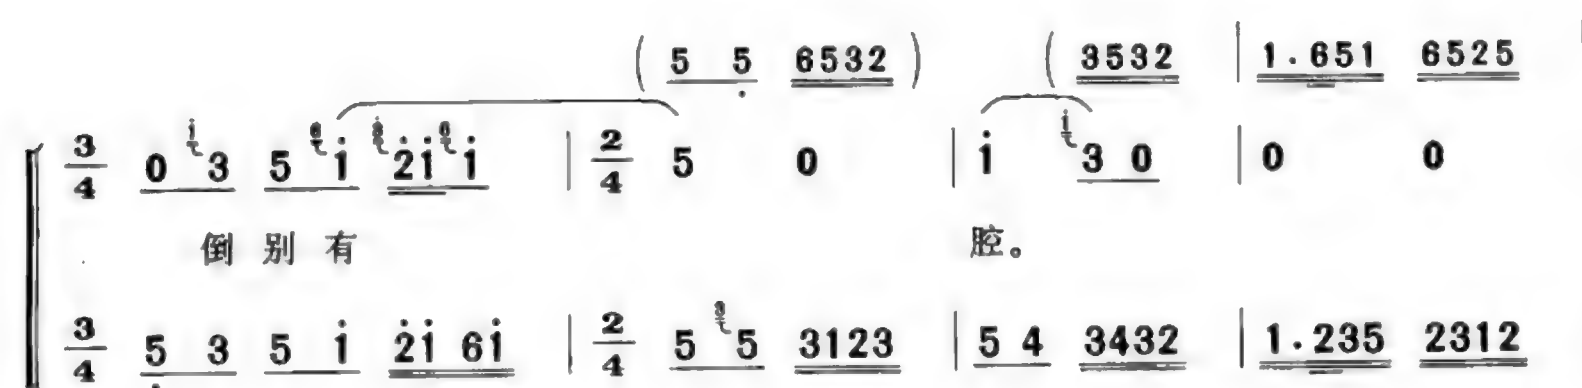 ( 5 5̣ 6532 ) ( 3532 | 1·651 6525
3/4 0 3 5 i̇ 2̇i̇ i̇ | 2/4 5 0 | i̇ 3 0 | 0 0
倒 别 有 腔。
3/4 5̣ 3 5 i̇ 2̇i̇ 6i̇ | 2/4 5 5 3123 | 5 4 3432 | 1·235 2312